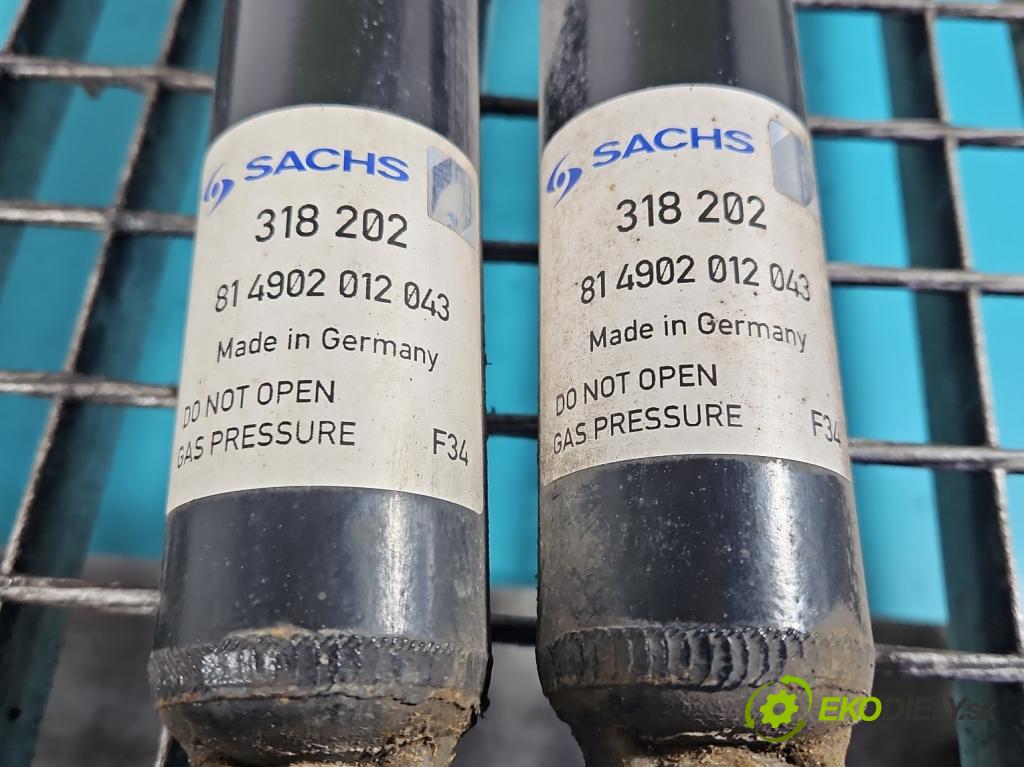 SACHS
318 202
81 4902 012 043
Made in Germany
DO NOT OPEN
GAS PRESSURE F34
SACHS
318 202
81 4902 012 043
Made in Germany
DO NOT OPEN
GAS PRESSURE F34
EKODIELY.sk